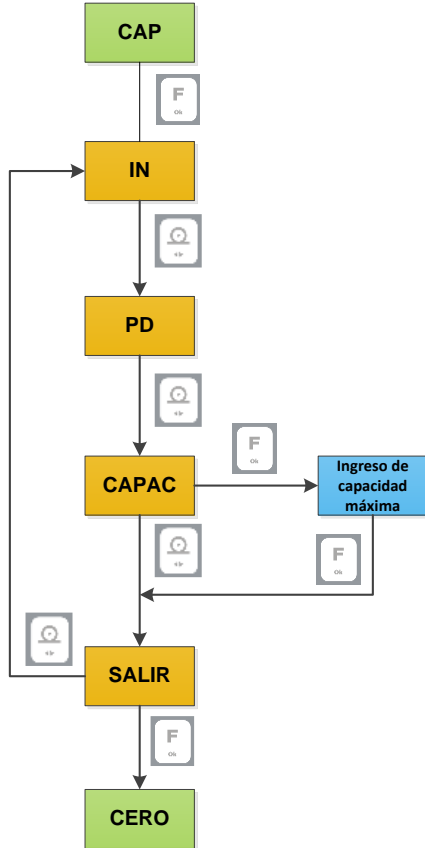 CAP
F
Ok
IN
PD
F
Ok
CAPAC
Ingreso de
capacidad
máxima
F
Ok
SALIR
F
Ok
CERO